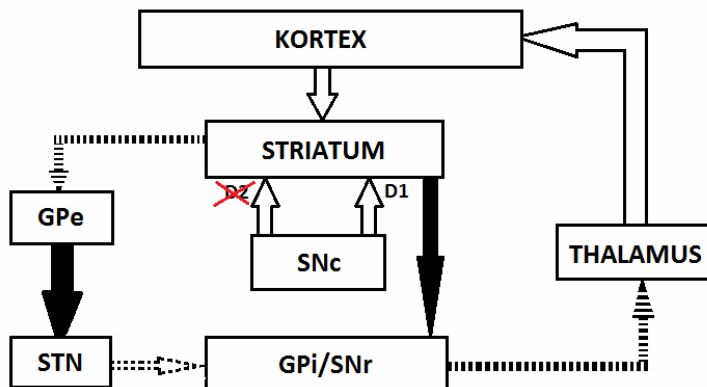 KORTEX
STRIATUM
D2
D1
GPe
SNc
THALAMUS
STN
GPi/SNr